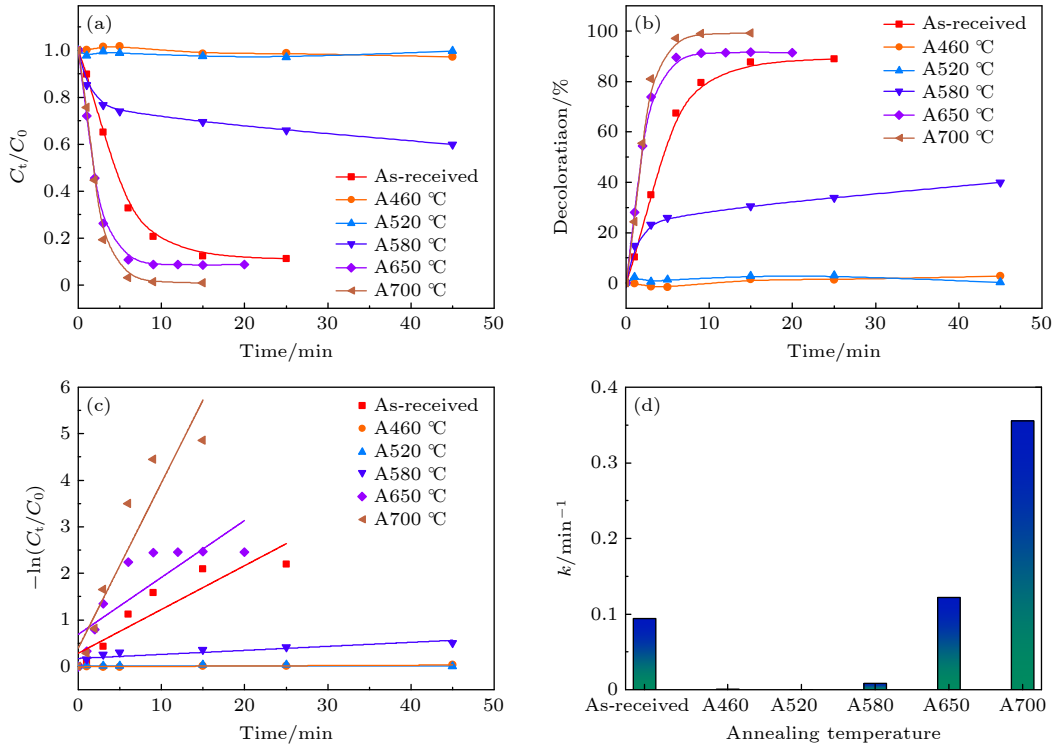 (a)
1.0
0.8
0.6
0.4
0.2
0
C_t/C_0
As-received
A460 ℃
A520 ℃
A580 ℃
A650 ℃
A700 ℃
0 10 20 30 40 50
Time/min
(b)
100
80
60
40
20
0
Decoloratiaon/%
As-received
A460 ℃
A520 ℃
A580 ℃
A650 ℃
A700 ℃
0 10 20 30 40 50
Time/min
(c)
6
5
4
3
2
1
0
−ln(C_t/C_0)
As-received
A460 ℃
A520 ℃
A580 ℃
A650 ℃
A700 ℃
0 10 20 30 40 50
Time/min
(d)
0.4
0.3
0.2
0.1
0
k/min⁻¹
As-received A460 A520 A580 A650 A700
Annealing temperature